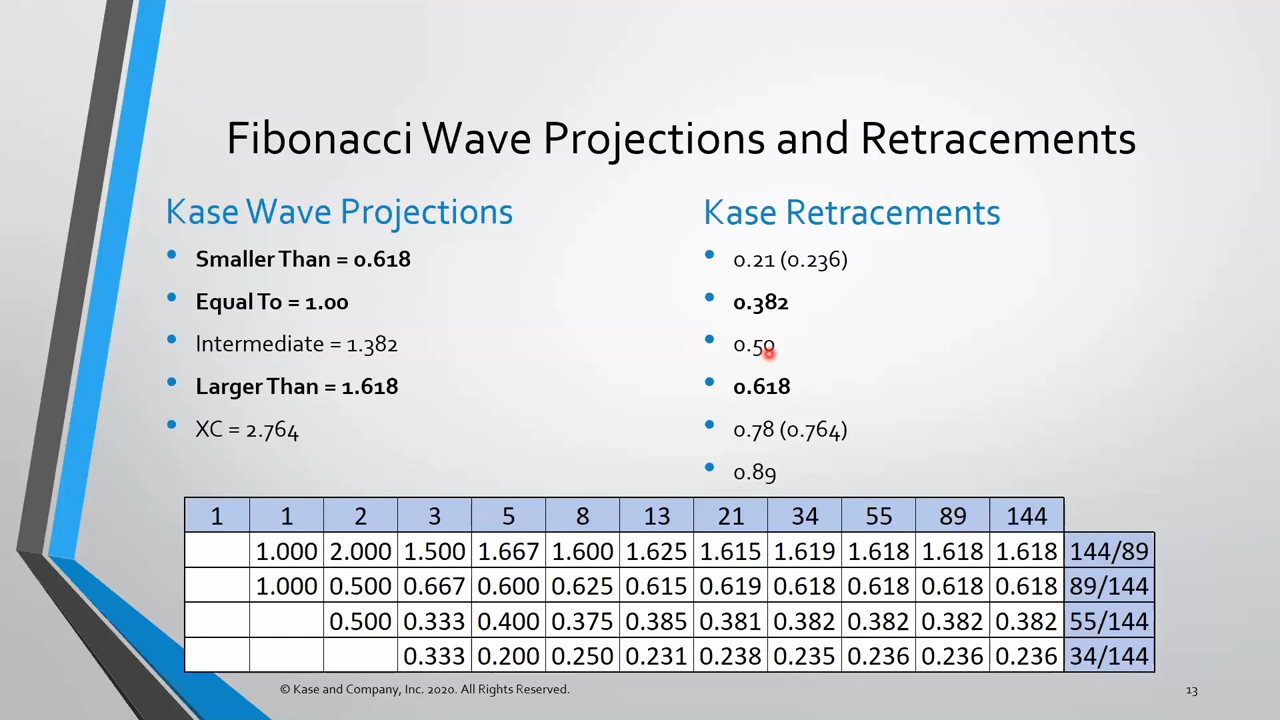 Fibonacci Wave Projections and Retracements
Kase Wave Projections
• Smaller Than = 0.618
• Equal To = 1.00
• Intermediate = 1.382
• Larger Than = 1.618
• XC = 2.764
Kase Retracements
• 0.21 (0.236)
• 0.382
• 0.50
• 0.618
• 0.78 (0.764)
• 0.89
1 1 2 3 5 8 13 21 34 55 89 144
1.000 2.000 1.500 1.667 1.600 1.625 1.615 1.619 1.618 1.618 1.618 144/89
1.000 0.500 0.667 0.600 0.625 0.615 0.619 0.618 0.618 0.618 0.618 89/144
0.500 0.333 0.400 0.375 0.385 0.381 0.382 0.382 0.382 0.382 55/144
0.333 0.200 0.250 0.231 0.238 0.235 0.236 0.236 0.236 34/144
© Kase and Company, Inc. 2020. All Rights Reserved.
13